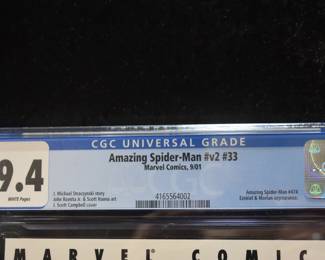 CGC UNIVERSAL GRADE
9.4
WHITE Pages
Amazing Spider-Man #v2 #33
Marvel Comics, 9/01
J. Michael Straczynski story
John Romita Jr. & Scott Hanna art
J. Scott Campbell cover
4165564002
Amazing Spider-Man #474
Ezekiel & Morlun appearance.
MARVEL COMIC